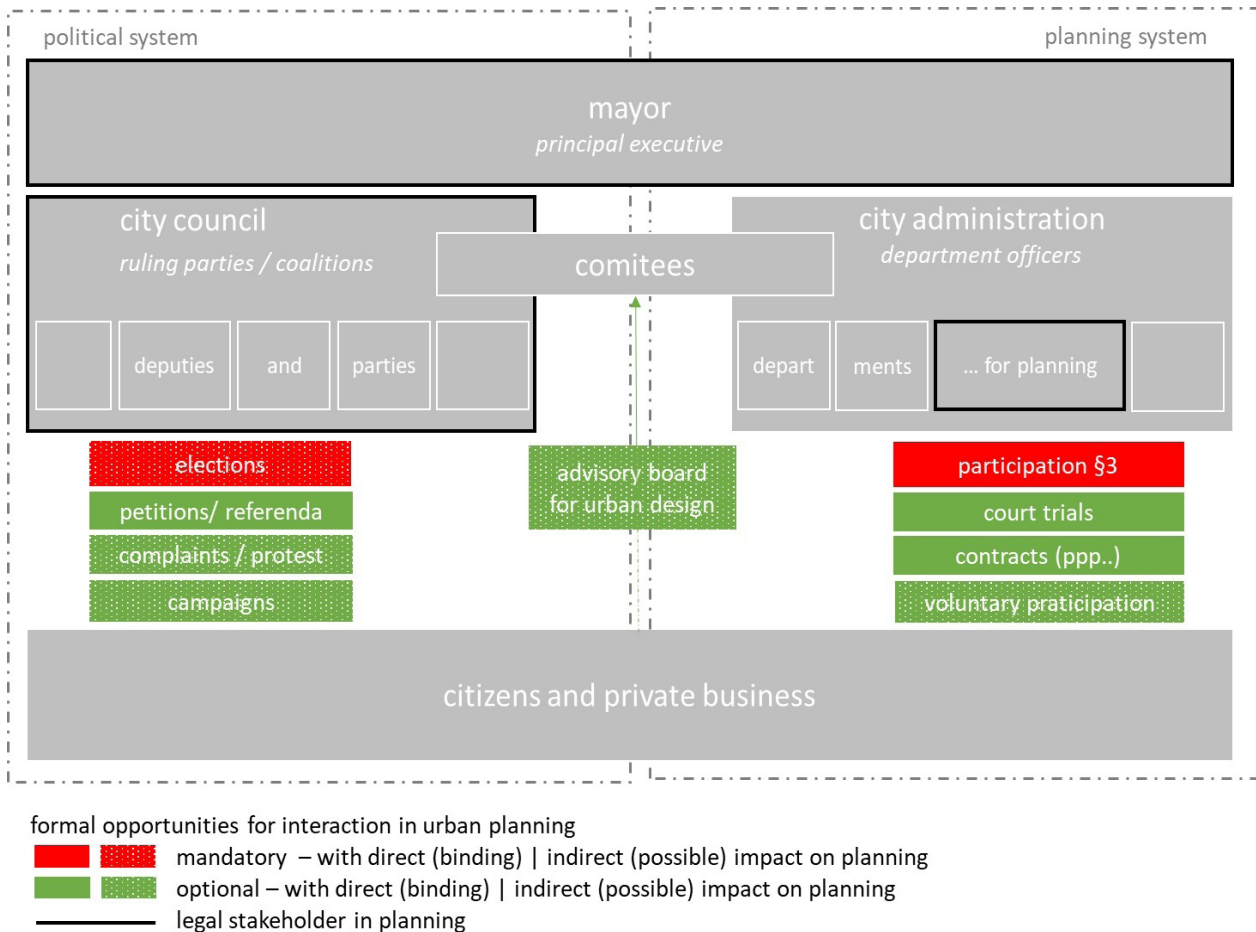 political system
planning system
mayor
principal executive
city council
ruling parties / coalitions
comitees
city administration
department officers
deputies
and
parties
depart
ments
... for planning
elections
petitions/ referenda
complaints / protest
campaigns
advisory board
for urban design
participation §3
court trials
contracts (ppp..)
voluntary praticipation
citizens and private business
formal opportunities for interaction in urban planning
mandatory – with direct (binding) | indirect (possible) impact on planning
optional – with direct (binding) | indirect (possible) impact on planning
legal stakeholder in planning